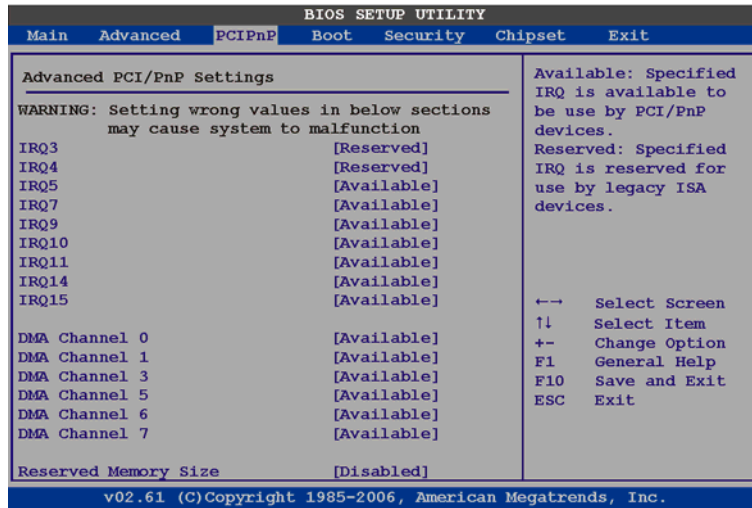 BIOS SETUP UTILITY
Main Advanced PCIPnP Boot Security Chipset Exit
Advanced PCI/PnP Settings
WARNING: Setting wrong values in below sections
may cause system to malfunction
IRQ3 [Reserved]
IRQ4 [Reserved]
IRQ5 [Available]
IRQ7 [Available]
IRQ9 [Available]
IRQ10 [Available]
IRQ11 [Available]
IRQ14 [Available]
IRQ15 [Available]
DMA Channel 0 [Available]
DMA Channel 1 [Available]
DMA Channel 3 [Available]
DMA Channel 5 [Available]
DMA Channel 6 [Available]
DMA Channel 7 [Available]
Reserved Memory Size [Disabled]
Available: Specified
IRQ is available to
be use by PCI/PnP
devices.
Reserved: Specified
IRQ is reserved for
use by legacy ISA
devices.
←→ Select Screen
↑↓ Select Item
+- Change Option
F1 General Help
F10 Save and Exit
ESC Exit
v02.61 (C)Copyright 1985-2006, American Megatrends, Inc.